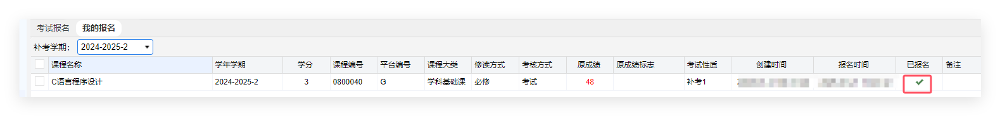 考试报名 我的报名
补考学期： 2024-2025-2
课程名称 学年学期 学分 课程编号 平台编号 课程大类 修读方式 考核方式 原成绩 原成绩标志 考试性质 创建时间 报名时间 已报名 备注
C语言程序设计 2024-2025-2 3 0800040 G 学科基础课 必修 考试 48 补考1